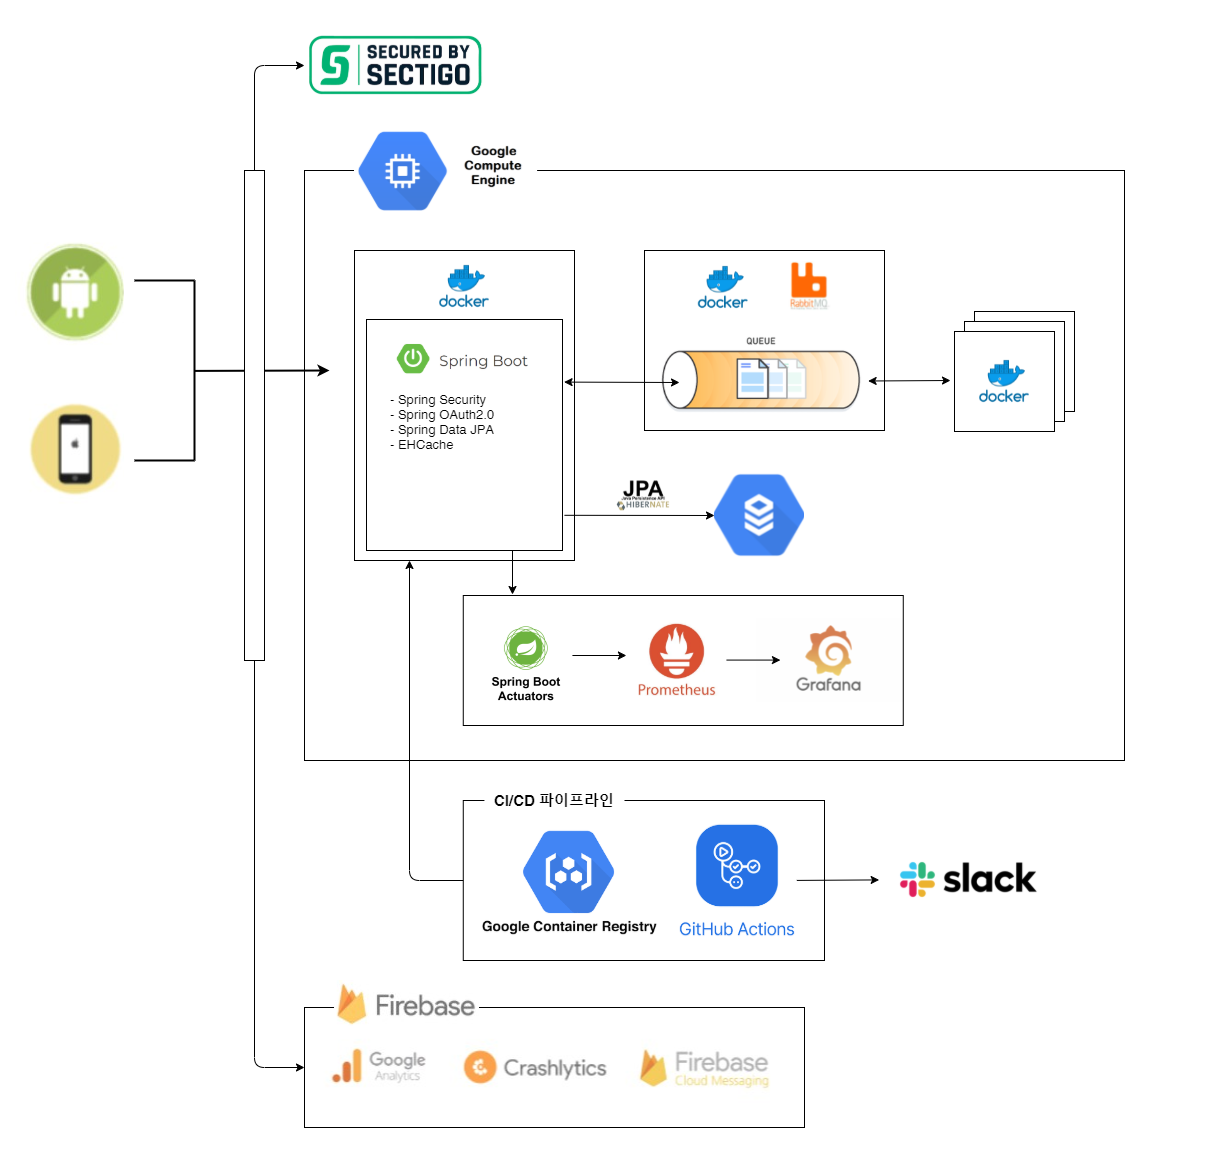 SECURED BY
SECTIGO
Google
Compute
Engine
docker
Spring Boot
- Spring Security
- Spring OAuth2.0
- Spring Data JPA
- EHCache
docker
RabbitMQ
QUEUE
docker
JPA
Java Persistence API
HIBERNATE
Spring Boot
Actuators
Prometheus
Grafana
CI/CD 파이프라인
Google Container Registry
GitHub Actions
slack
Firebase
Google
Analytics
Crashlytics
Firebase
Cloud Messaging